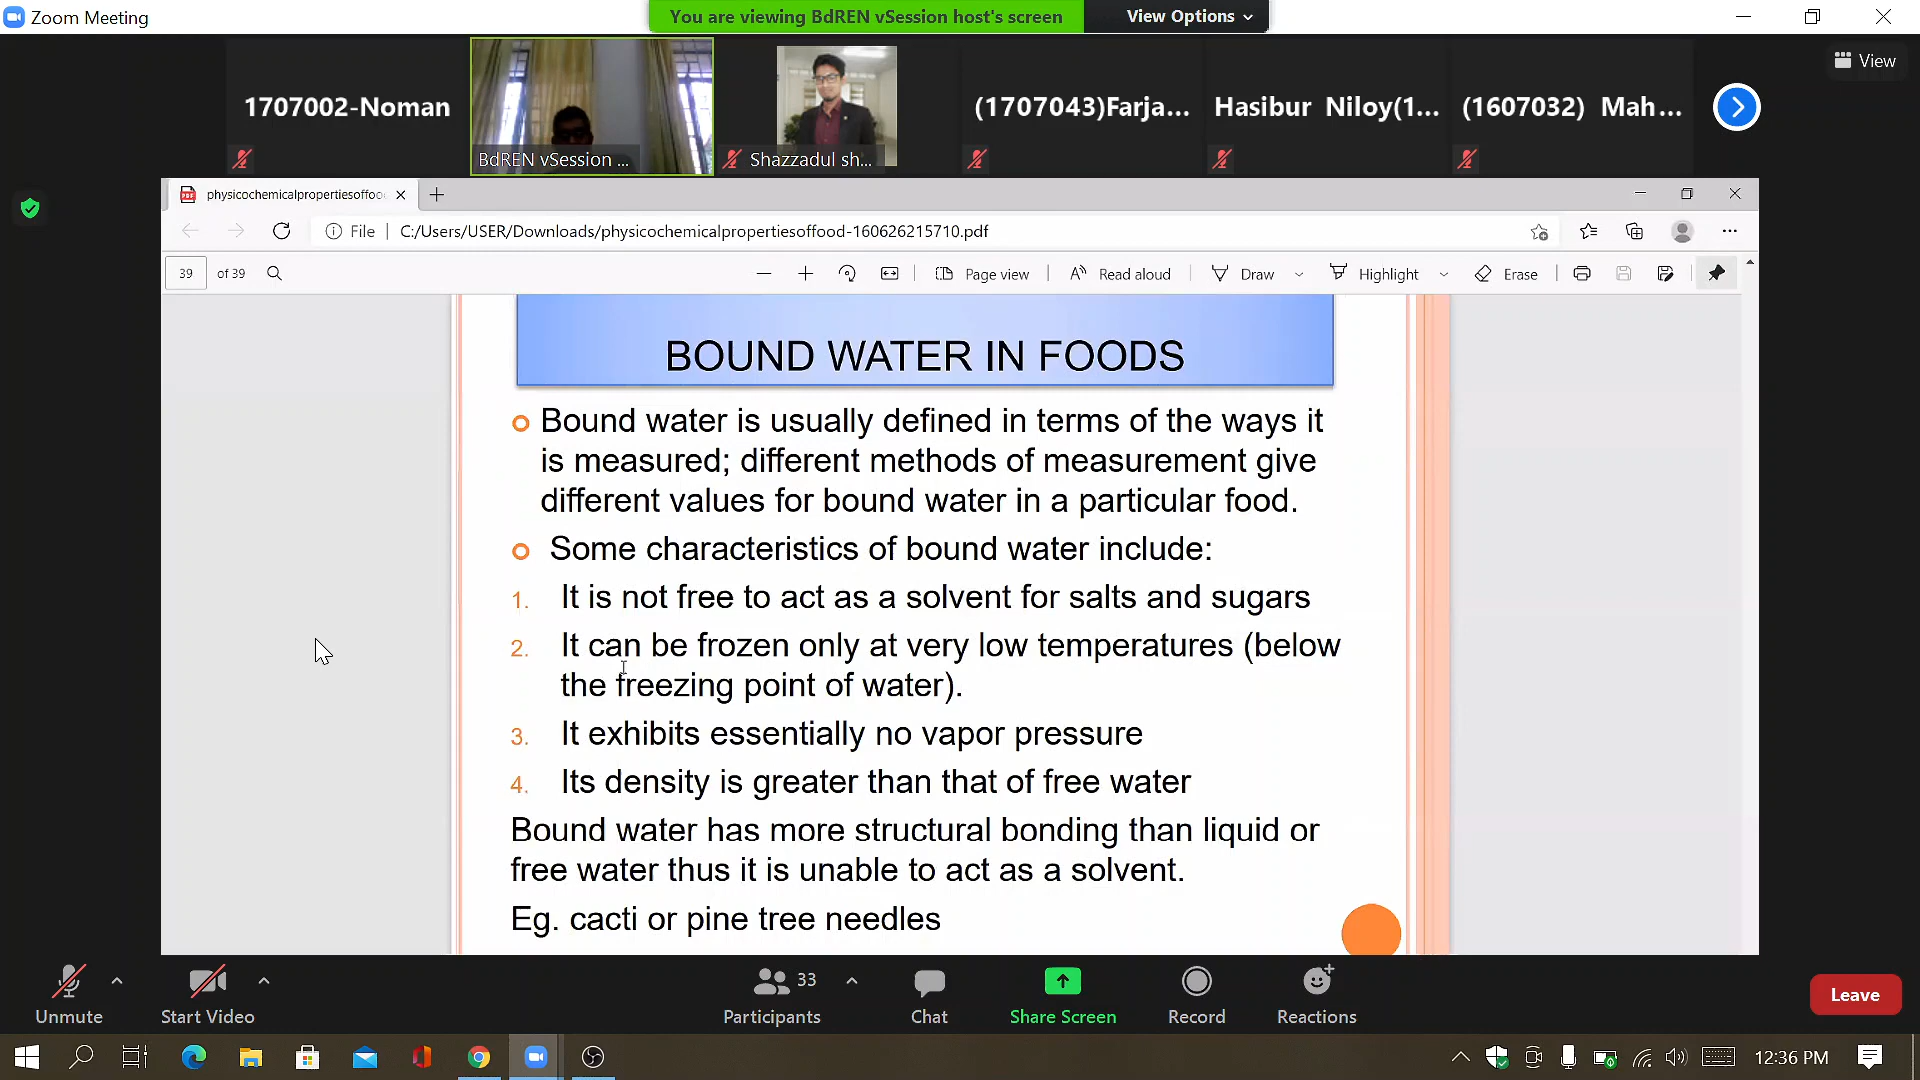 Zoom Meeting
You are viewing BdREN vSession host's screen
View Options
View
1707002-Noman
BdREN vSession ...
Shazzadul sh...
(1707043)Farja...
Hasibur Niloy(1...
(1607032) Mah...
physicochemicalpropertiesoffoo
File
C:/Users/USER/Downloads/physicochemicalpropertiesoffood-160626215710.pdf
39 of 39
Page view
Read aloud
Draw
Highlight
Erase
BOUND WATER IN FOODS
Bound water is usually defined in terms of the ways it
is measured; different methods of measurement give
different values for bound water in a particular food.
Some characteristics of bound water include:
1. It is not free to act as a solvent for salts and sugars
2. It can be frozen only at very low temperatures (below
the freezing point of water).
3. It exhibits essentially no vapor pressure
4. Its density is greater than that of free water
Bound water has more structural bonding than liquid or
free water thus it is unable to act as a solvent.
Eg. cacti or pine tree needles
Unmute
Start Video
33
Participants
Chat
Share Screen
Record
Reactions
Leave
12:36 PM